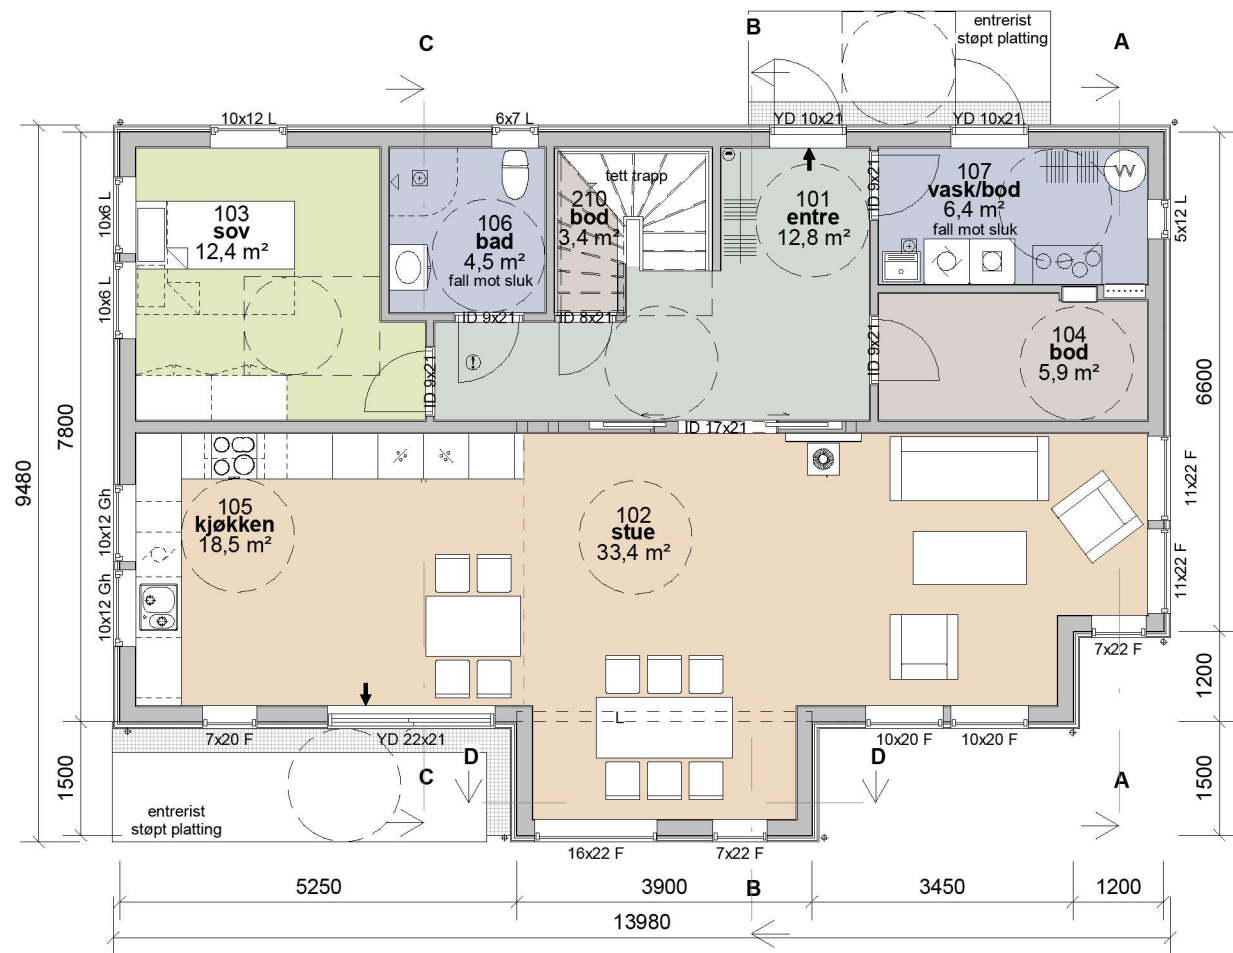 entrerist
støpt platting
B
C
A
10x12 L
6x7 L
YD 10x21
YD 10x21
tett trapp
103
sov
12,4 m²
106
bad
4,5 m²
fall mot sluk
210
bod
3,4 m²
101
entre
12,8 m²
107
vask/bod
6,4 m²
fall mot sluk
W
10x6 L
10x6 L
5x12 L
ID 9x21
ID 9x21
ID 8x21
ID 9x21
ID 9x21
ID 17x21
104
bod
5,9 m²
9480
7800
6600
105
kjøkken
18,5 m²
102
stue
33,4 m²
10x12 Gh
10x12 Gh
11x22 F
11x22 F
7x22 F
1200
L
7x20 F
YD 22x21
10x20 F
10x20 F
D
D
C
A
1500
1500
entrerist
støpt platting
16x22 F
7x22 F
5250
3900
B
3450
1200
13980